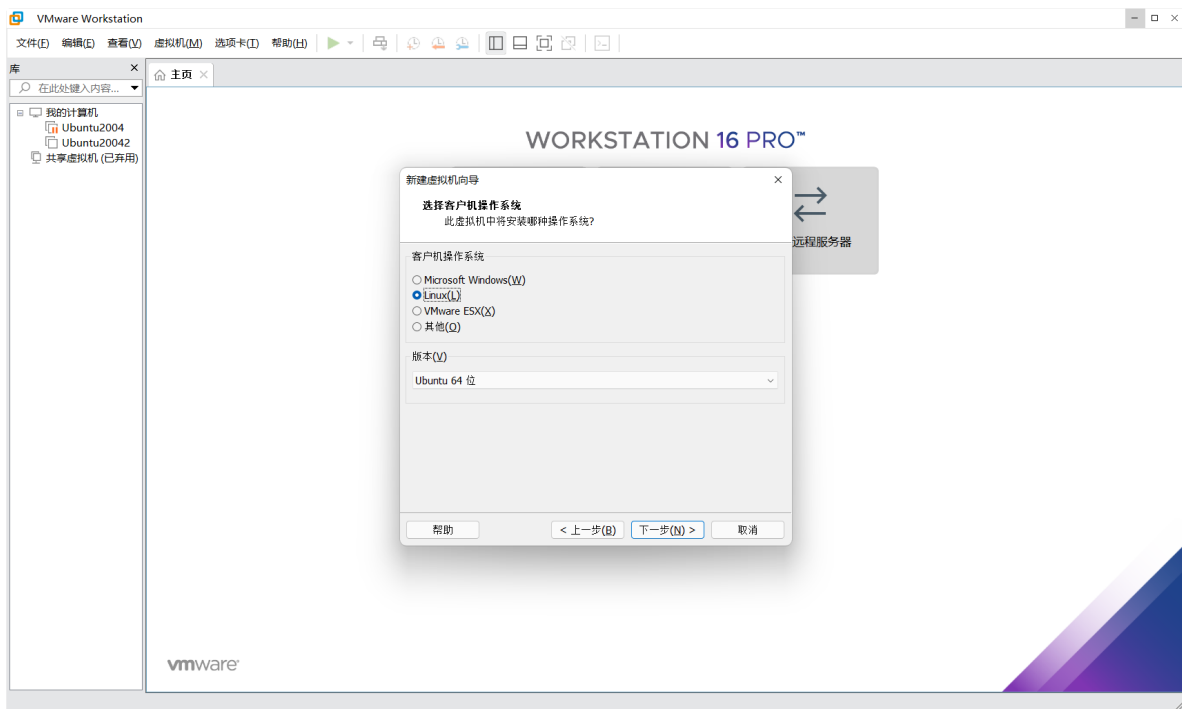 VMware Workstation
文件(F) 编辑(E) 查看(V) 虚拟机(M) 选项卡(T) 帮助(H)
库
主页
在此处键入内容...
我的计算机
Ubuntu2004
Ubuntu20042
共享虚拟机 (已弃用)
WORKSTATION 16 PRO™
远程服务器
新建虚拟机向导
选择客户机操作系统
此虚拟机中将安装哪种操作系统?
客户机操作系统
Microsoft Windows(W)
Linux(L)
VMware ESX(X)
其他(O)
版本(V)
Ubuntu 64 位
帮助
< 上一步(B)
下一步(N) >
取消
vmware